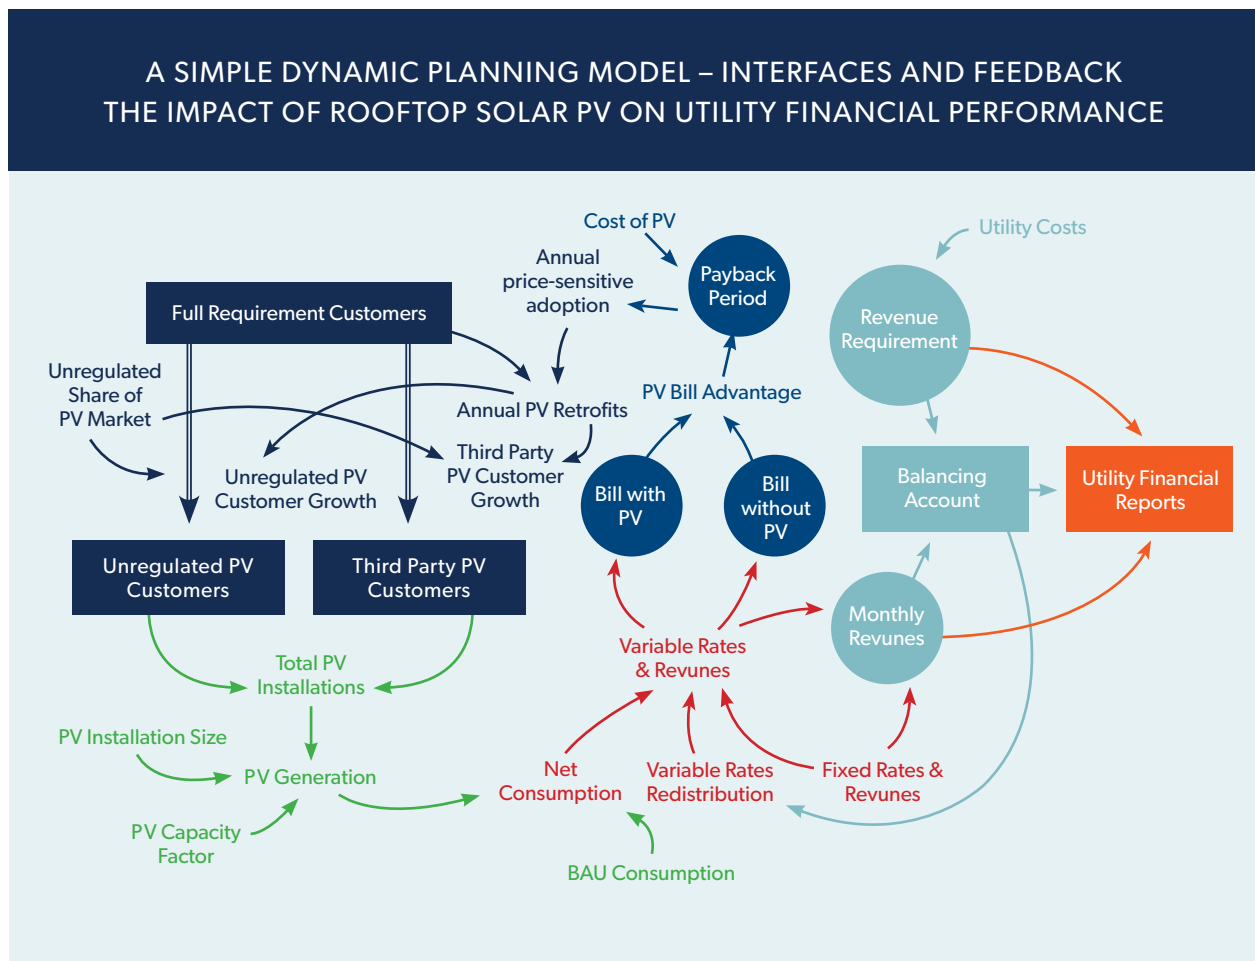 A SIMPLE DYNAMIC PLANNING MODEL – INTERFACES AND FEEDBACK
THE IMPACT OF ROOFTOP SOLAR PV ON UTILITY FINANCIAL PERFORMANCE
Cost of PV
Utility Costs
Annual
price-sensitive
adoption
Payback
Period
Full Requirement Customers
Revenue
Requirement
Unregulated
Share of
PV Market
PV Bill Advantage
Annual PV Retrofits
Third Party
PV Customer
Growth
Unregulated PV
Customer Growth
Bill with
PV
Bill
without
PV
Balancing
Account
Utility Financial
Reports
Unregulated PV
Customers
Third Party PV
Customers
Monthly
Revunes
Variable Rates
& Revunes
Total PV
Installations
PV Installation Size
PV Generation
Net
Consumption
Variable Rates
Redistribution
Fixed Rates &
Revunes
PV Capacity
Factor
BAU Consumption